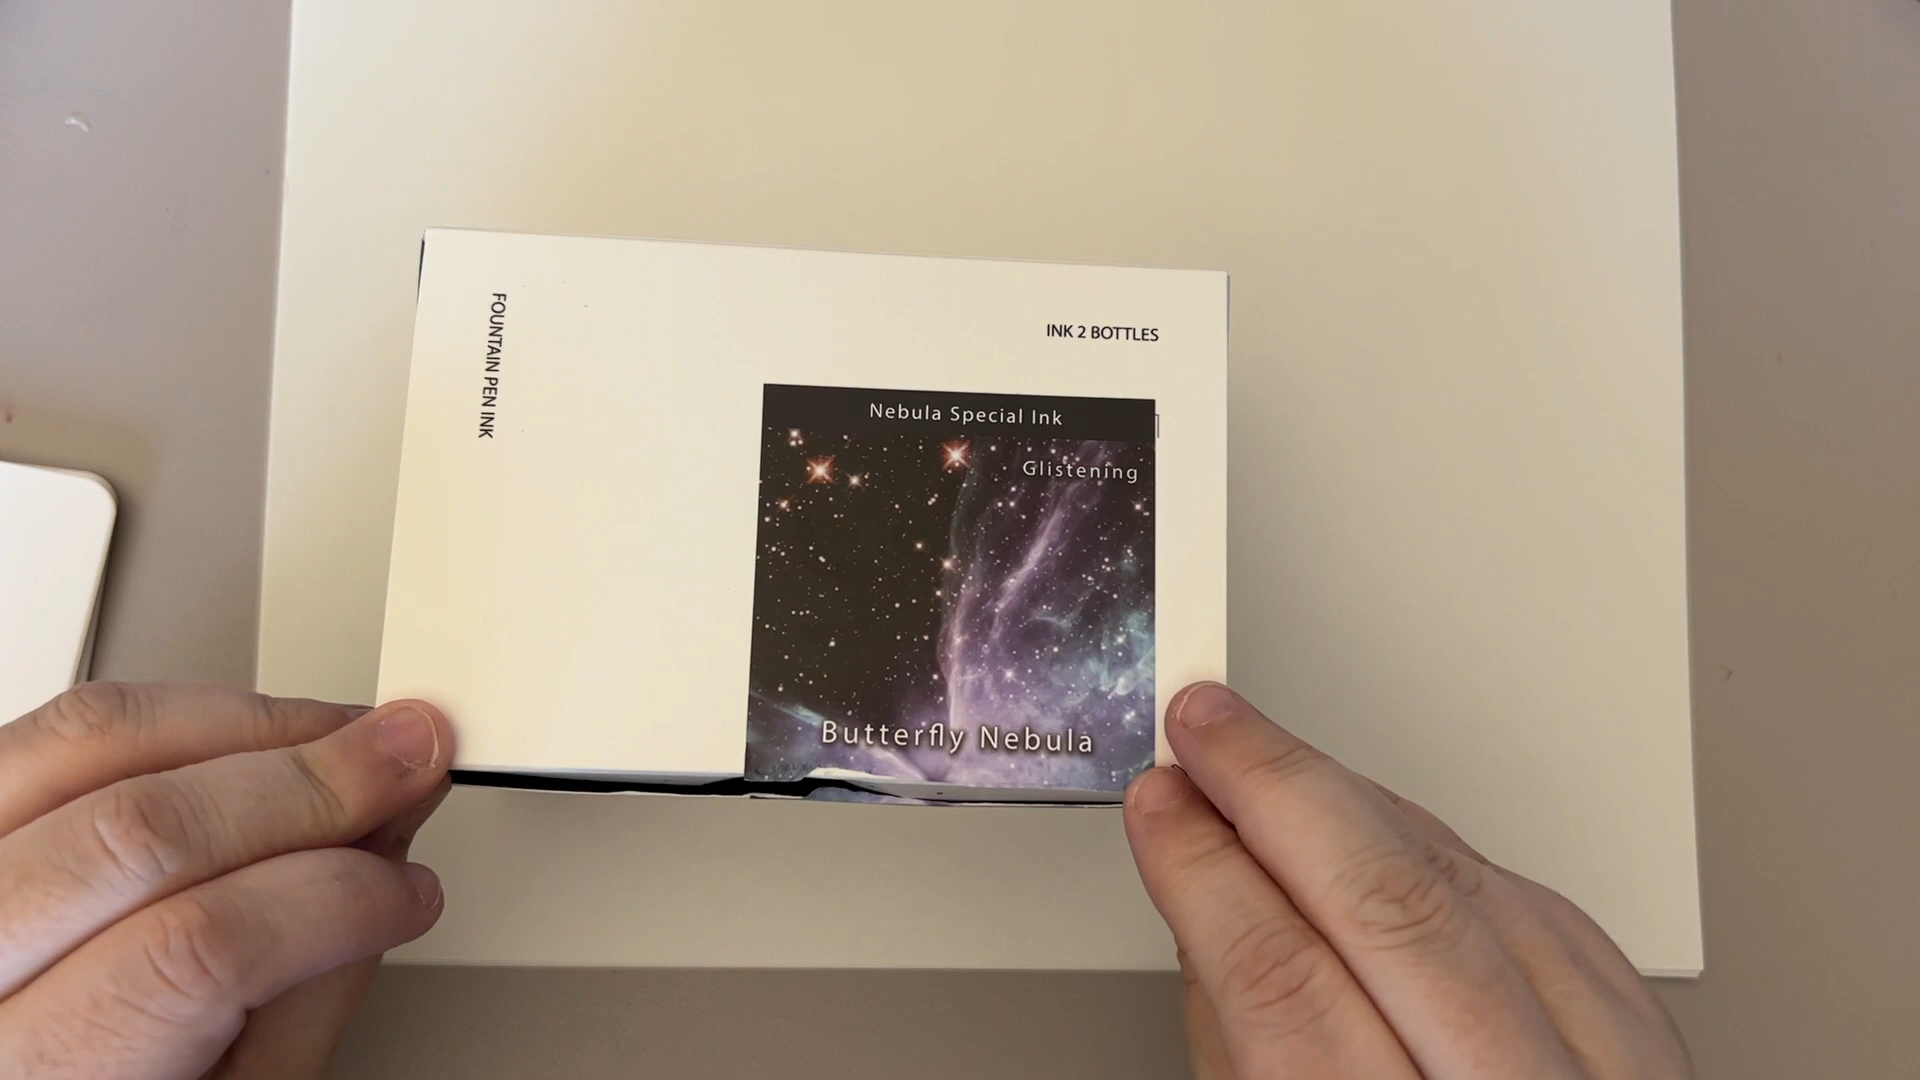 FOUNTAIN PEN INK
INK 2 BOTTLES
Nebula Special Ink
Glistening
Butterfly Nebula